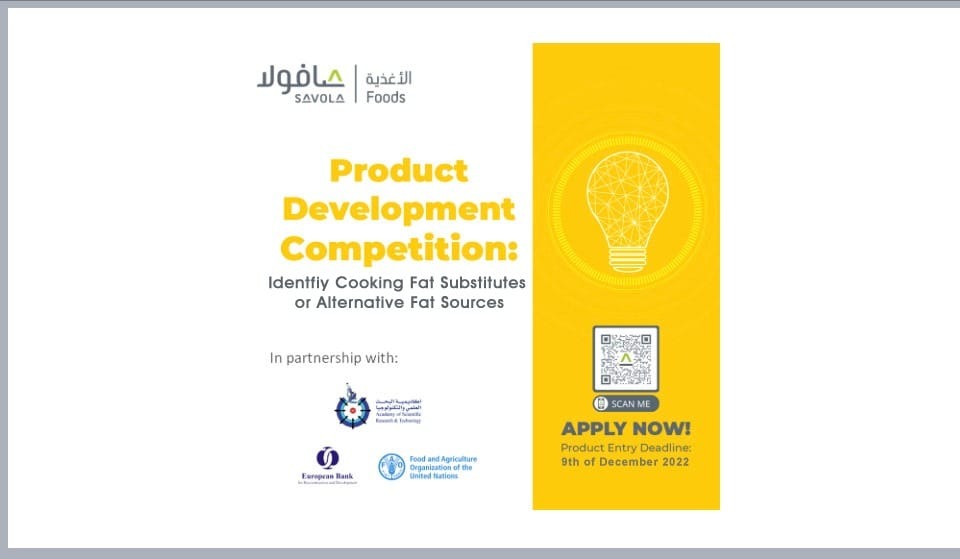 سافولا
SAVOLA
الأغذية
Foods
Product
Development
Competition:
Identfiy Cooking Fat Substitutes
or Alternative Fat Sources
In partnership with:
أكاديمية البحث
العلمي والتكنولوجيا
Academy of Scientific
Research & Technology
European Bank
for Reconstruction and Development
FAO
Food and Agriculture
Organization of the
United Nations
SCAN ME
APPLY NOW!
Product Entry Deadline:
9th of December 2022